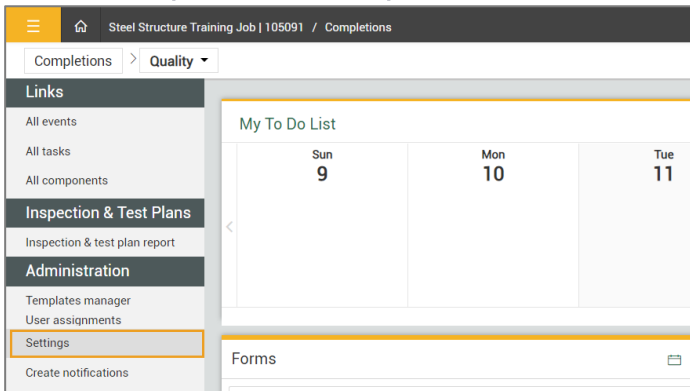 Steel Structure Training Job | 105091 / Completions
Completions > Quality
Links
All events
All tasks
All components
Inspection & Test Plans
Inspection & test plan report
Administration
Templates manager
User assignments
Settings
Create notifications
My To Do List
Sun
9
Mon
10
Tue
11
Forms